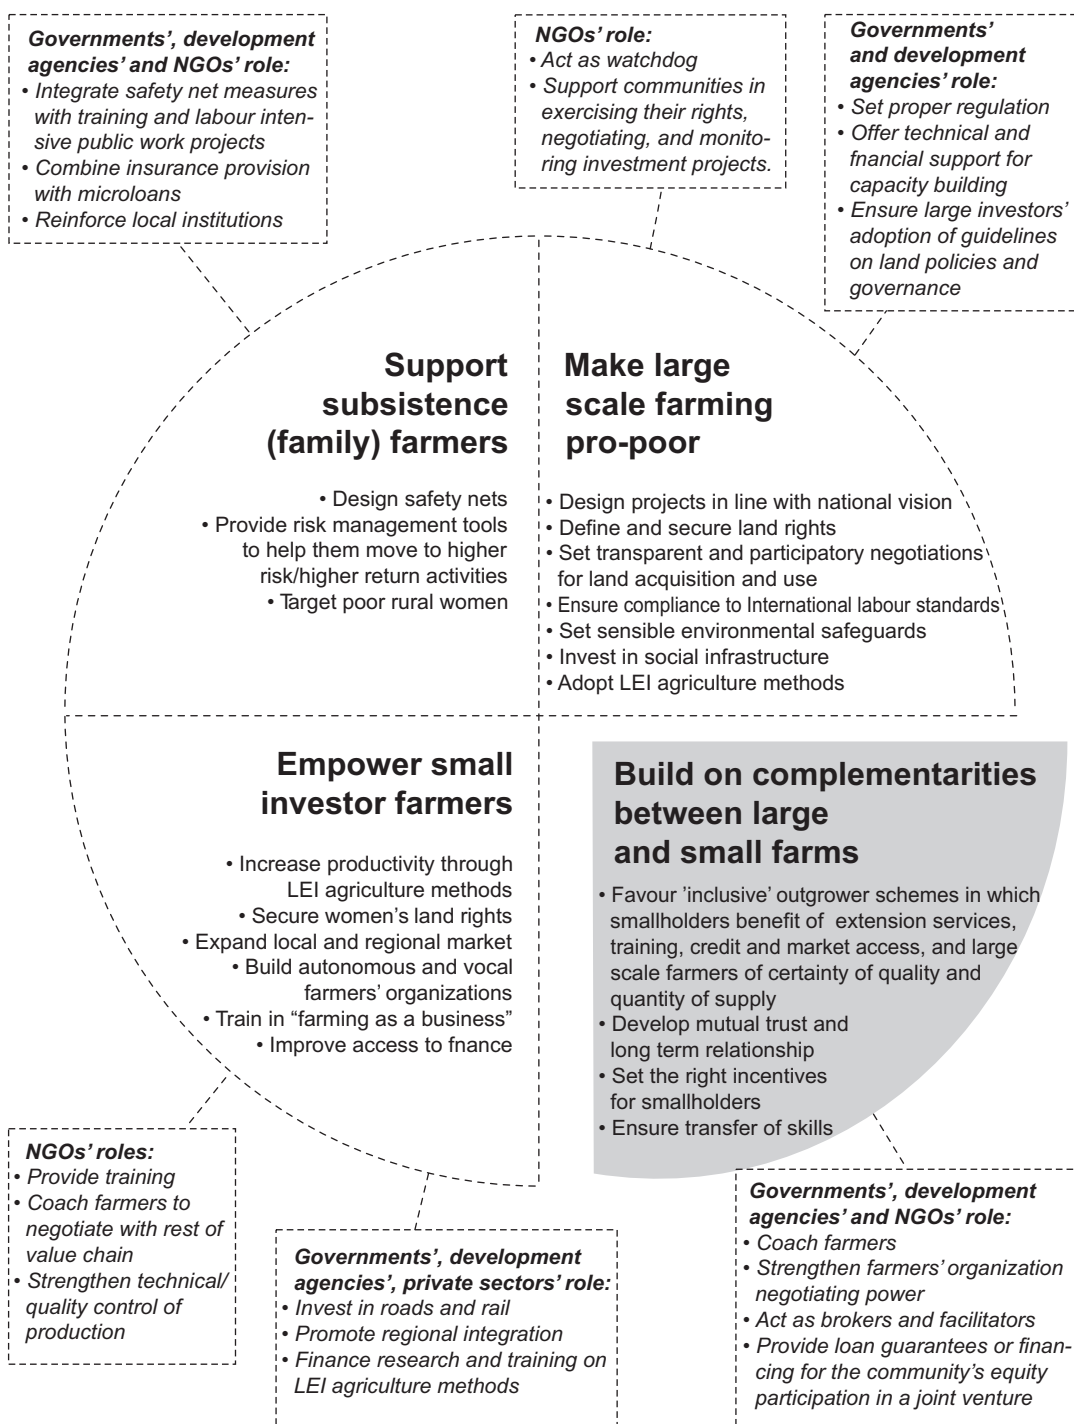 Governments', development
agencies' and NGOs' role:
• Integrate safety net measures
with training and labour inten-
sive public work projects
• Combine insurance provision
with microloans
• Reinforce local institutions
NGOs' role:
• Act as watchdog
• Support communities in
exercising their rights,
negotiating, and monito-
ring investment projects.
Governments'
and development
agencies' role:
• Set proper regulation
• Offer technical and
fnancial support for
capacity building
• Ensure large investors'
adoption of guidelines
on land policies and
governance
Support
subsistence
(family) farmers
• Design safety nets
• Provide risk management tools
to help them move to higher
risk/higher return activities
• Target poor rural women
Make large
scale farming
pro-poor
• Design projects in line with national vision
• Define and secure land rights
• Set transparent and participatory negotiations
for land acquisition and use
• Ensure compliance to International labour standards
• Set sensible environmental safeguards
• Invest in social infrastructure
• Adopt LEI agriculture methods
Empower small
investor farmers
• Increase productivity through
LEI agriculture methods
• Secure women's land rights
• Expand local and regional market
• Build autonomous and vocal
farmers' organizations
• Train in “farming as a business”
• Improve access to fnance
Build on complementarities
between large
and small farms
• Favour 'inclusive' outgrower schemes in which
smallholders benefit of extension services,
training, credit and market access, and large
scale farmers of certainty of quality and
quantity of supply
• Develop mutual trust and
long term relationship
• Set the right incentives
for smallholders
• Ensure transfer of skills
NGOs' roles:
• Provide training
• Coach farmers to
negotiate with rest of
value chain
• Strengthen technical/
quality control of
production
Governments', development
agencies', private sectors' role:
• Invest in roads and rail
• Promote regional integration
• Finance research and training on
LEI agriculture methods
Governments', development
agencies' and NGOs' role:
• Coach farmers
• Strengthen farmers' organization
negotiating power
• Act as brokers and facilitators
• Provide loan guarantees or finan-
cing for the community's equity
participation in a joint venture